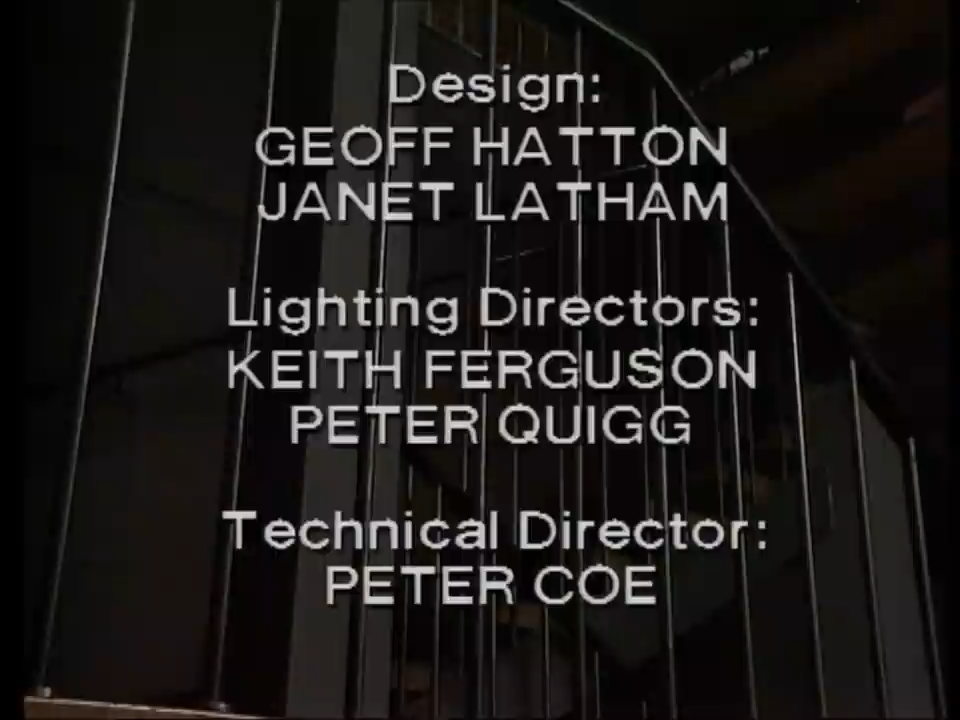 Design:
GEOFF HATTON
JANET LATHAM
Lighting Directors:
KEITH FERGUSON
PETER QUIGG
Technical Director:
PETER COE